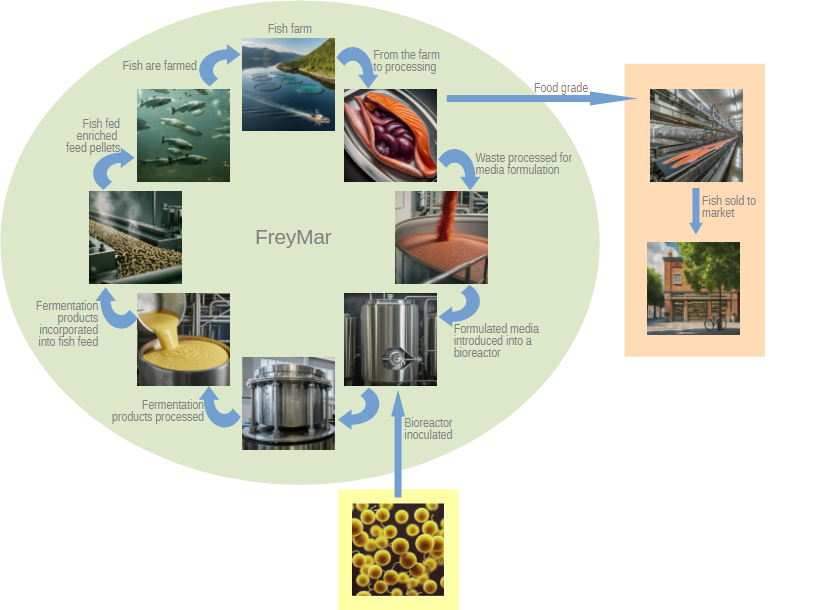 Fish farm
Fish are farmed
From the farm
to processing
Food grade
Fish fed
enriched
feed pellets
Waste processed for
media formulation
Fish sold to
market
FreyMar
Fermentation
products
incorporated
into fish feed
Formulated media
introduced into a
bioreactor
Fermentation
products processed
Bioreactor
inoculated